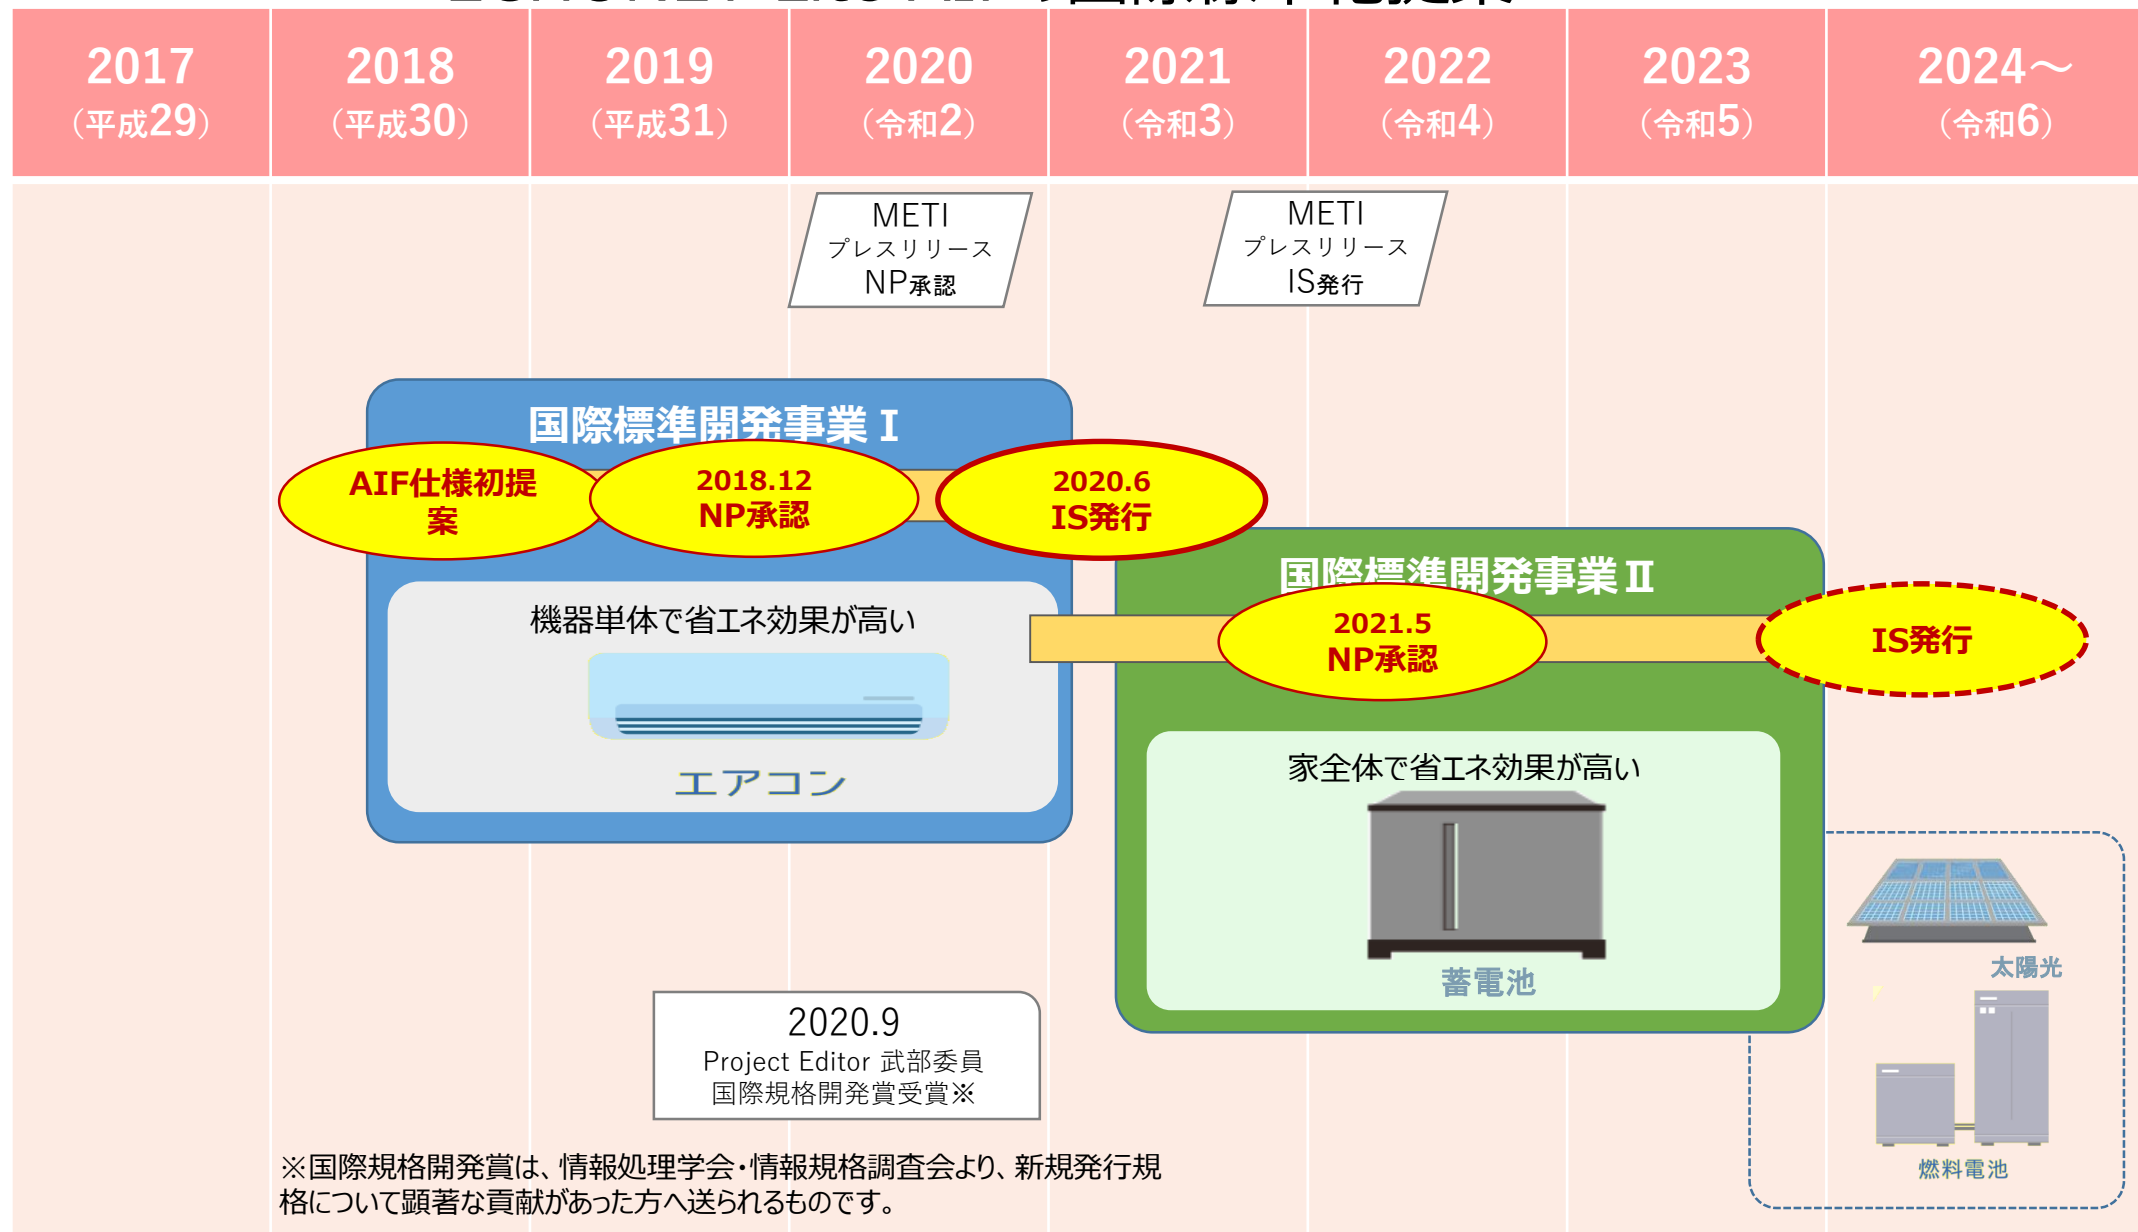 2017
（平成29）
2018
（平成30）
2019
（平成31）
2020
（令和2）
2021
（令和3）
2022
（令和4）
2023
（令和5）
2024～
（令和6）
METI
プレスリリース
NP承認
METI
プレスリリース
IS発行
国際標準開発事業Ⅰ
AIF仕様初提
案
2018.12
NP承認
2020.6
IS発行
機器単体で省エネ効果が高い
エアコン
国際標準開発事業Ⅱ
2021.5
NP承認
IS発行
家全体で省エネ効果が高い
蓄電池
太陽光
燃料電池
2020.9
Project Editor 武部委員
国際規格開発賞受賞※
※国際規格開発賞は、情報処理学会・情報規格調査会より、新規発行規
格について顕著な貢献があった方へ送られるものです。